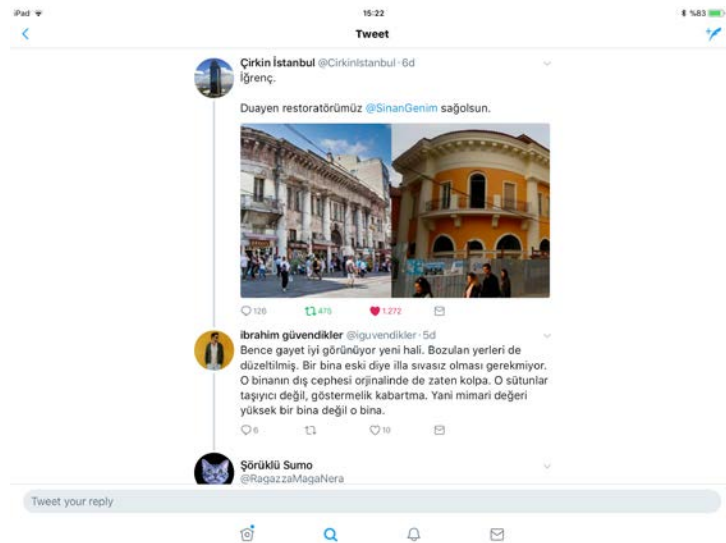 iPad
15:22
%83
Tweet
Çirkin İstanbul @CirkinIstanbul · 6d
İğrenç.
Duayen restoratörümüz @SinanGenim sağolsun.
126 475 1.272
ibrahim güvendikler @iguvendikler · 5d
Bence gayet iyi görünüyor yeni hali. Bozulan yerleri de
düzeltilmiş. Bir bina eski diye illa sıvasız olması gerekmiyor.
O binanın dış cephesi orjinalinde de zaten kolpa. O sütunlar
taşıyıcı değil, göstermelik kabartma. Yani mimari değeri
yüksek bir bina değil o bina.
6 10
Şörüklü Sumo
@RagazzaMagaNera
Tweet your reply